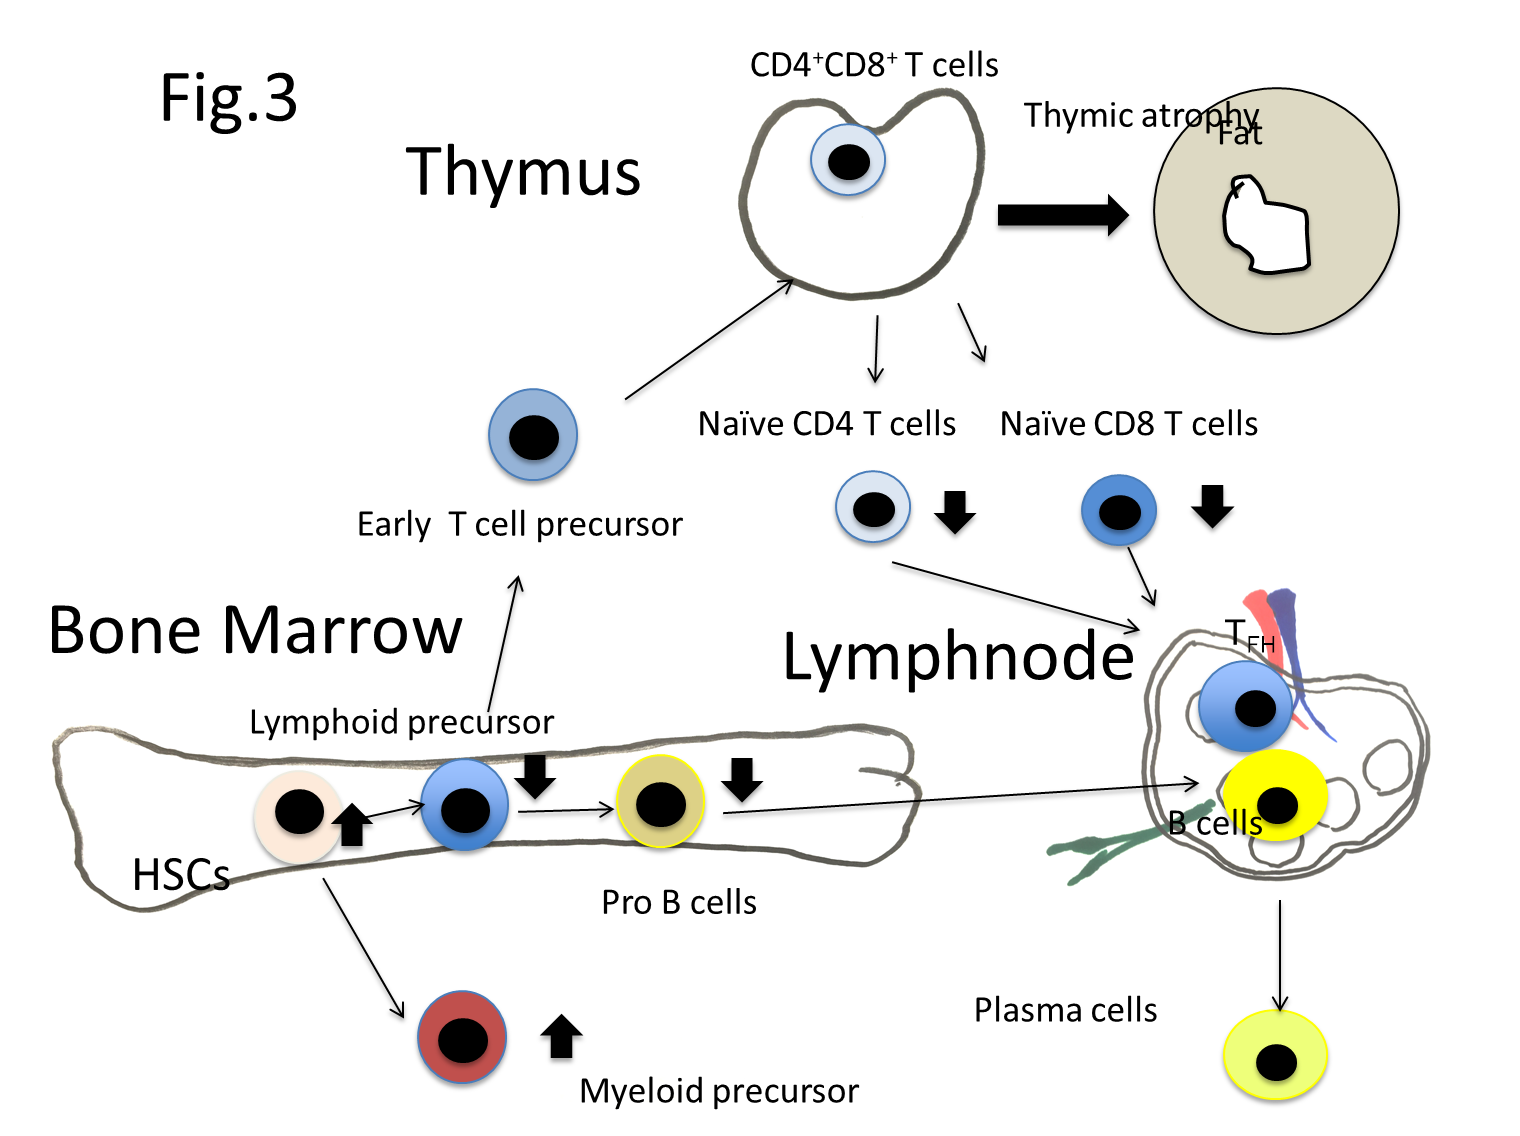 Fig.3
CD4⁺CD8⁺ T cells
Thymic atrophy
Fat
Thymus
Naïve CD4 T cells
Naïve CD8 T cells
Early T cell precursor
Bone Marrow
Lymphnode
T_FH
Lymphoid precursor
B cells
HSCs
Pro B cells
Plasma cells
Myeloid precursor